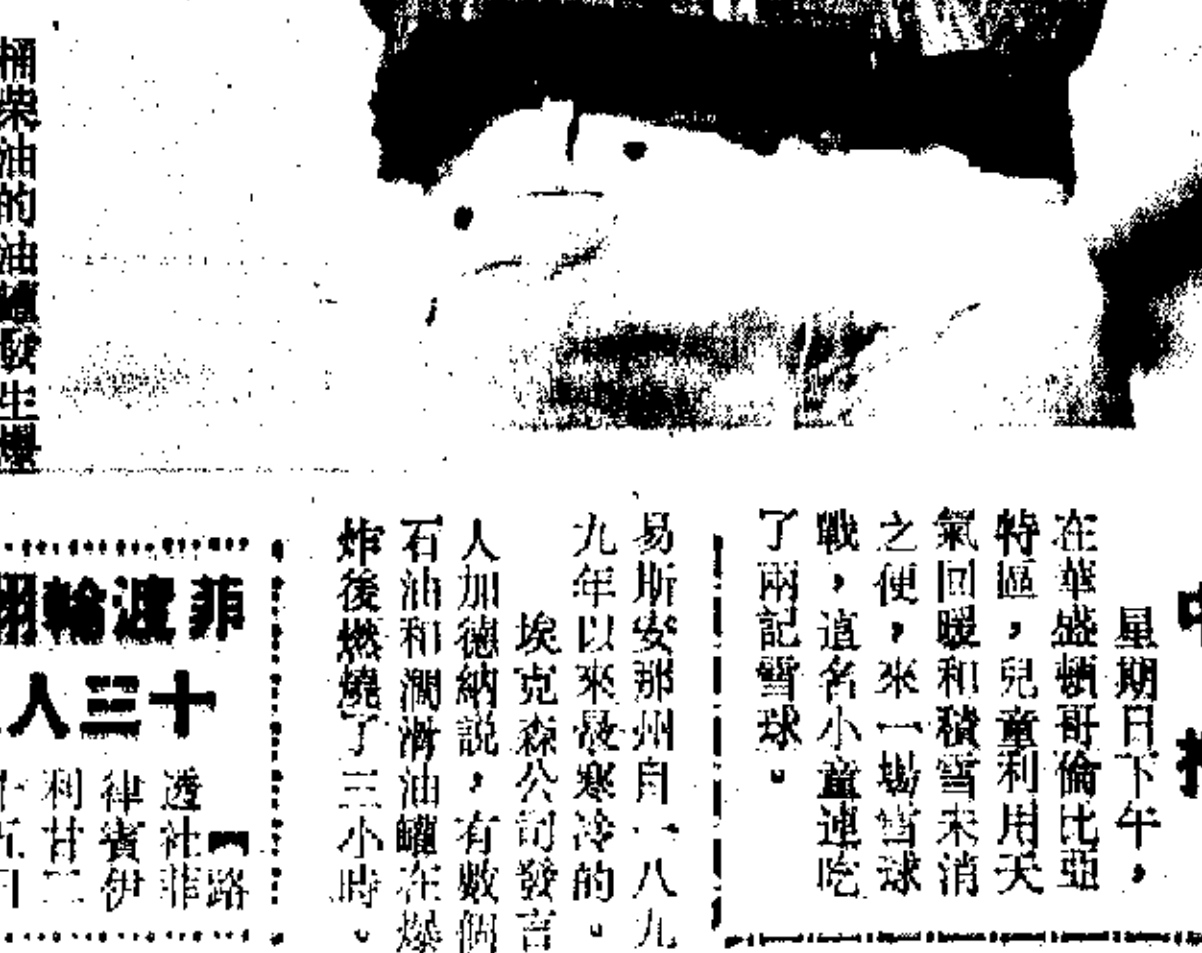 星期日下午，
在華盛頓哥倫比亞
特區，兒童利用天
氣回暖和積雪未消
之便，來一場雪球
戰，這名小童連吃
了兩記雪球。
易斯安那州自一八九
九年以來最寒冷的。
埃克森公司發言
人加德納説，有數個
石油和潤滑油罐在爆
炸後燃燒了三小時。
桶柴油的油罐發生爆
菲渡輪
十三人
【路
透社菲
律賓伊
利甘二